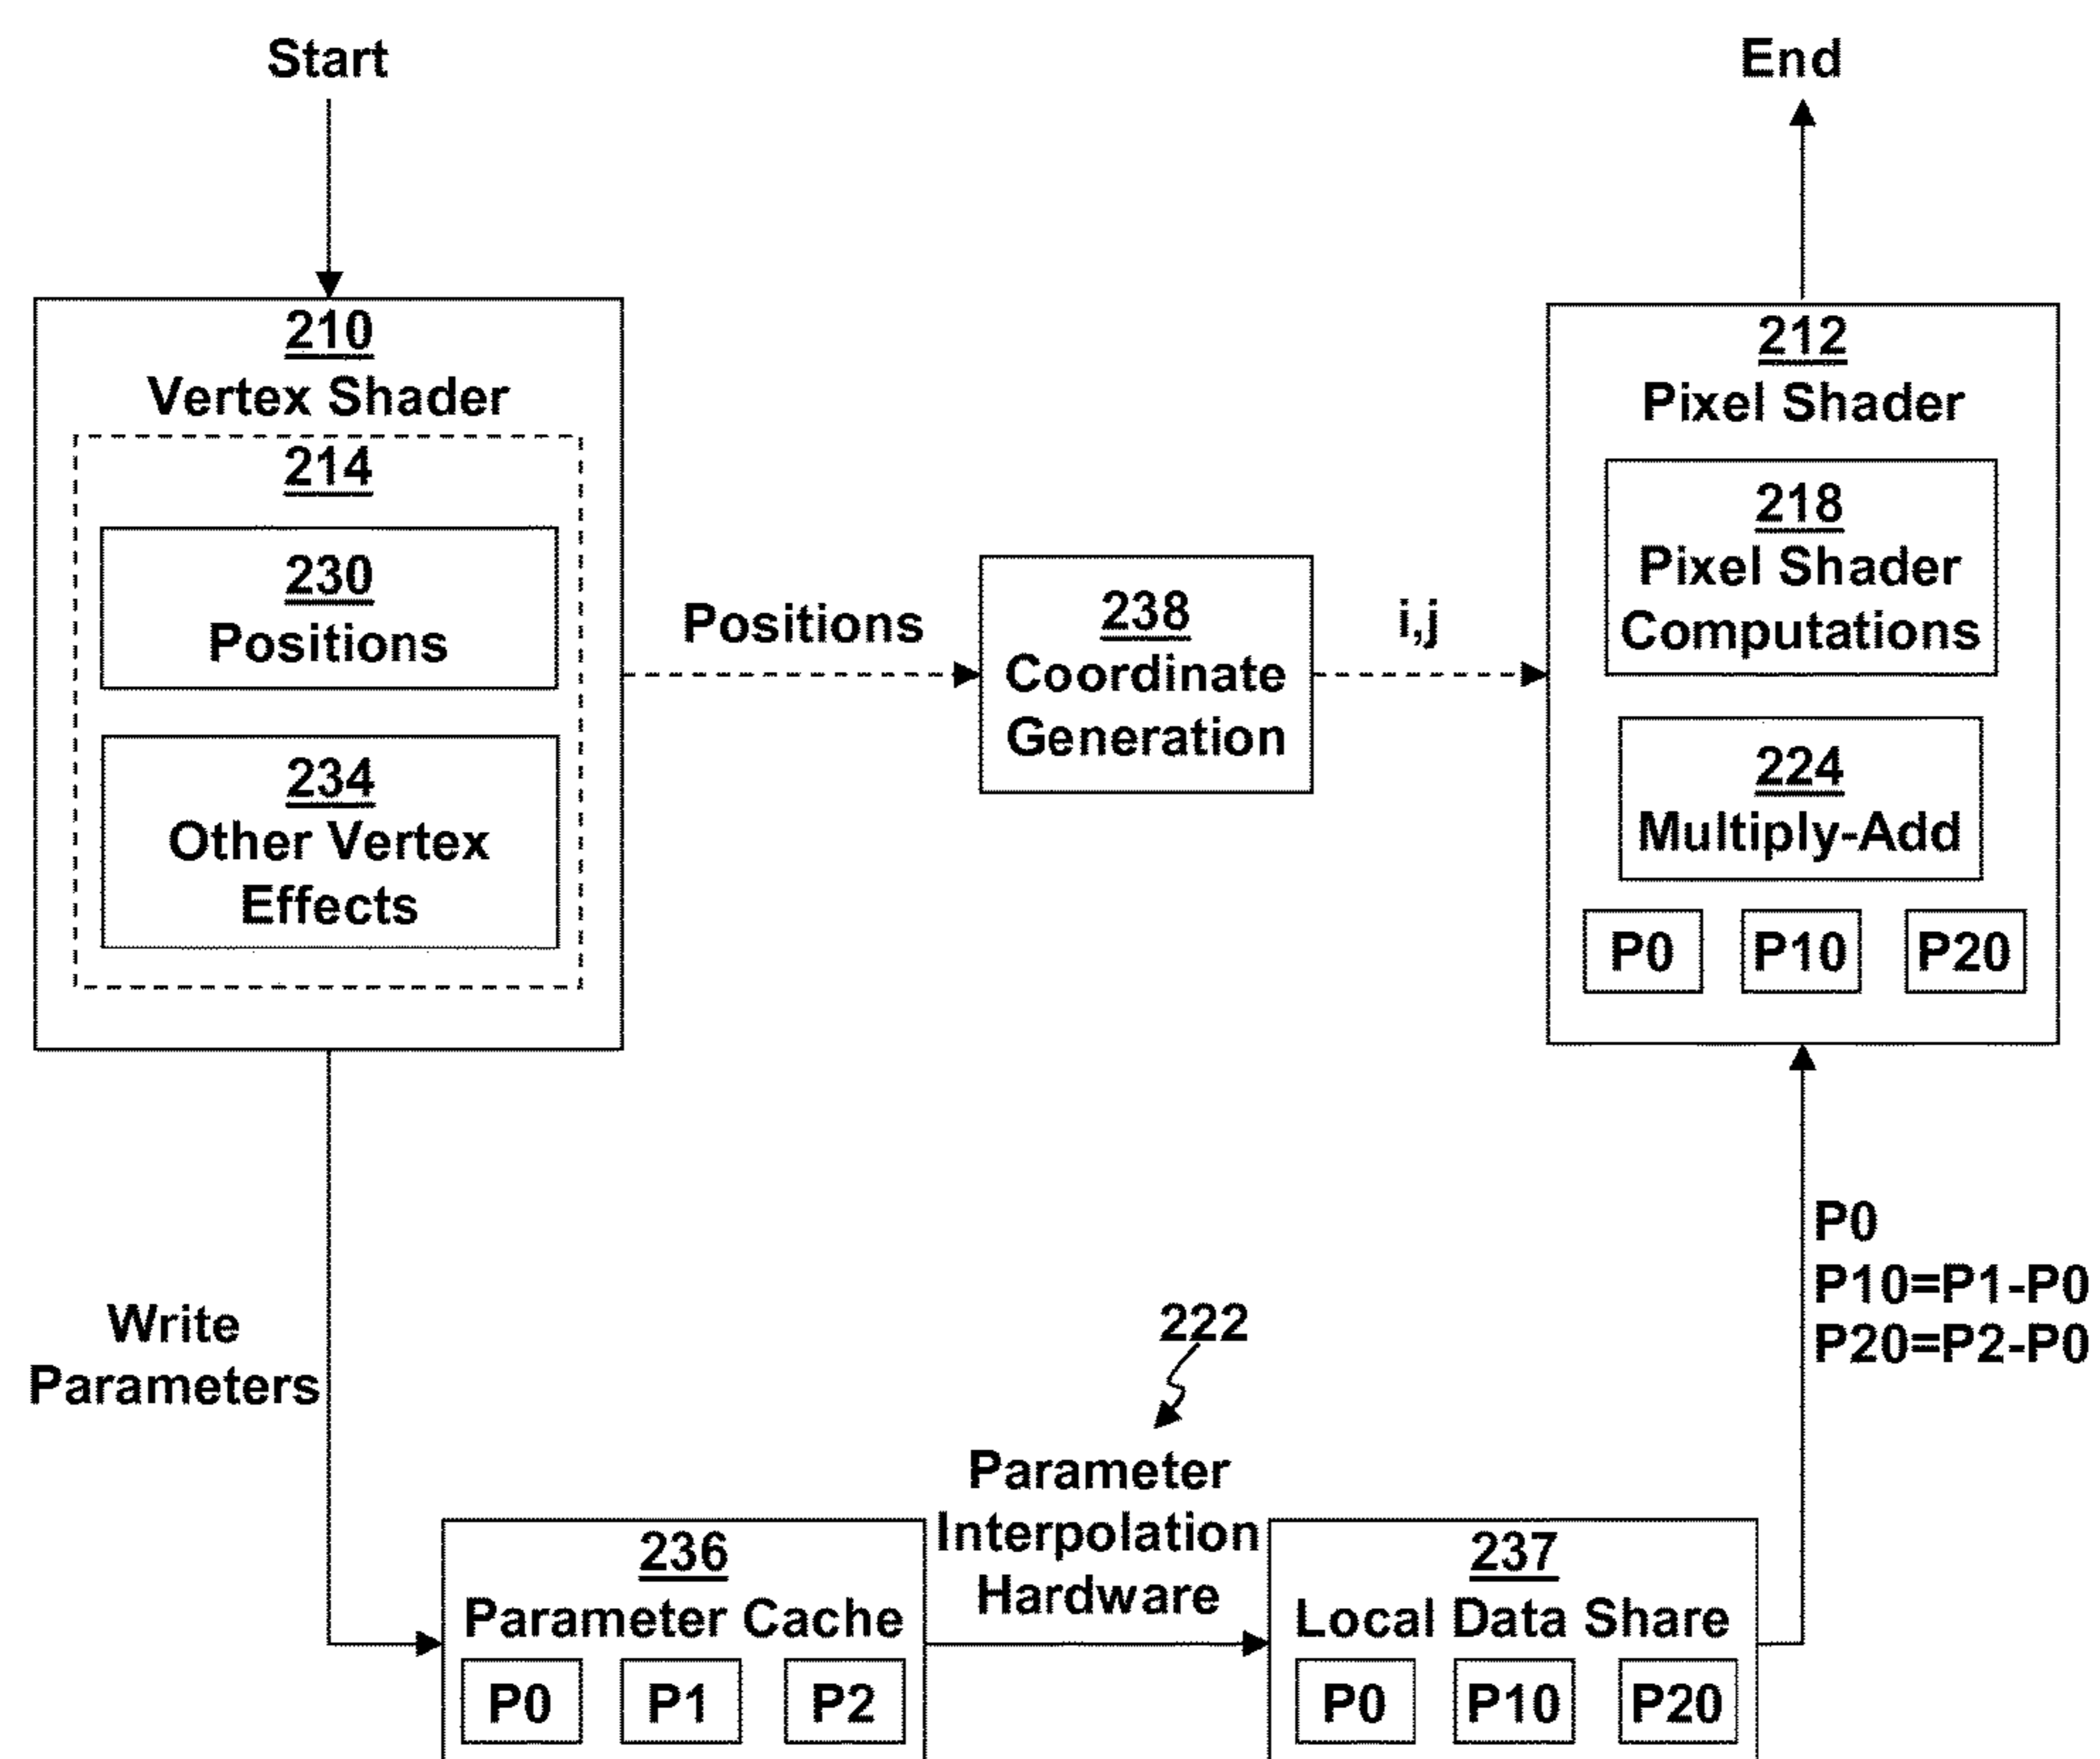 Start
End
210
Vertex Shader
214
230
Positions
234
Other Vertex
Effects
Positions
238
Coordinate
Generation
i,j
212
Pixel Shader
218
Pixel Shader
Computations
224
Multiply-Add
P0 P10 P20
Write
Parameters
236
Parameter Cache
P0 P1 P2
222
Parameter
Interpolation
Hardware
237
Local Data Share
P0 P10 P20
P0
P10=P1-P0
P20=P2-P0